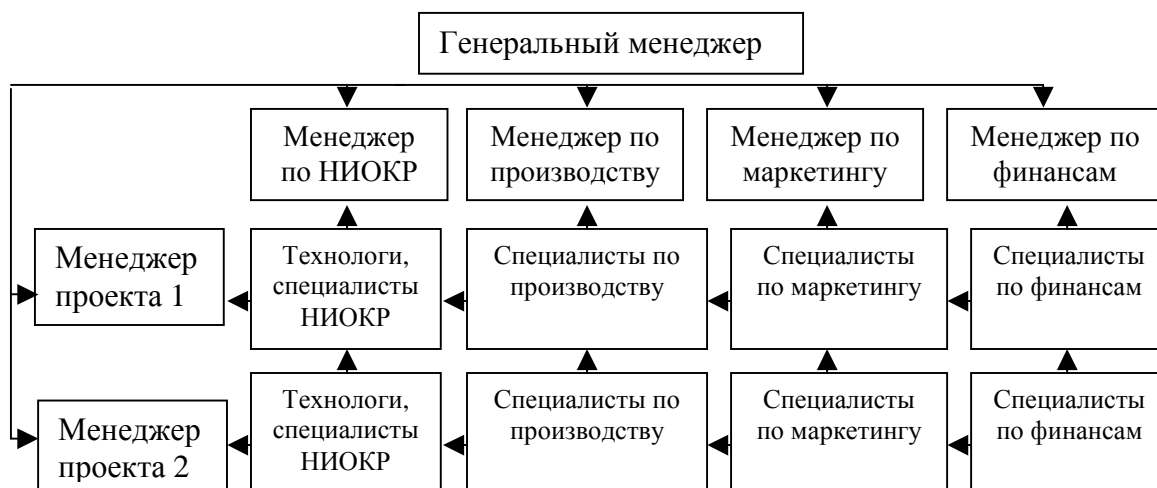 Генеральный менеджер
Менеджер
по НИОКР
Менеджер по
производству
Менеджер по
маркетингу
Менеджер по
финансам
Менеджер
проекта 1
Технологи,
специалисты
НИОКР
Специалисты по
производству
Специалисты
по маркетингу
Специалисты
по финансам
Менеджер
проекта 2
Технологи,
специалисты
НИОКР
Специалисты по
производству
Специалисты
по маркетингу
Специалисты
по финансам